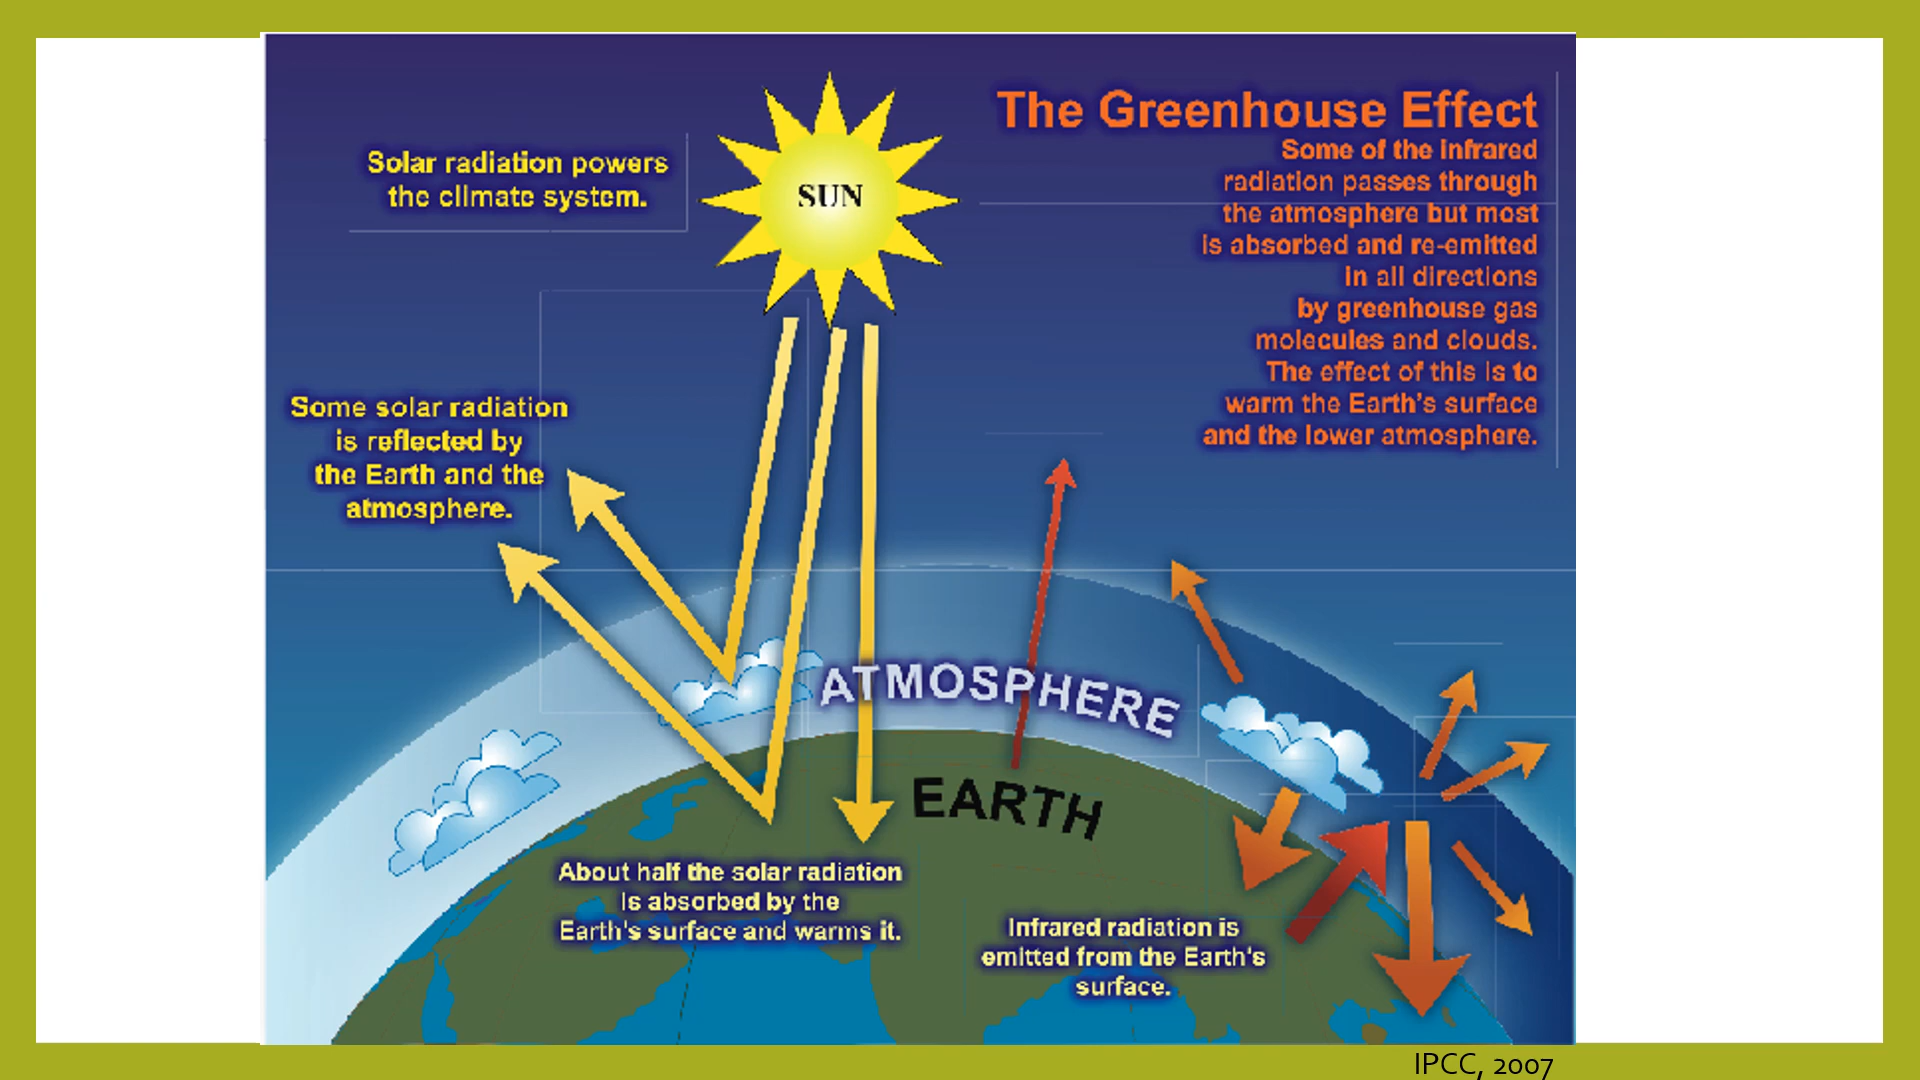 The Greenhouse Effect
Some of the infrared
radiation passes through
the atmosphere but most
is absorbed and re-emitted
in all directions
by greenhouse gas
molecules and clouds.
The effect of this is to
warm the Earth's surface
and the lower atmosphere.
Solar radiation powers
the climate system.
SUN
Some solar radiation
is reflected by
the Earth and the
atmosphere.
ATMOSPHERE
EARTH
About half the solar radiation
is absorbed by the
Earth's surface and warms it.
Infrared radiation is
emitted from the Earth's
surface.
IPCC, 2007